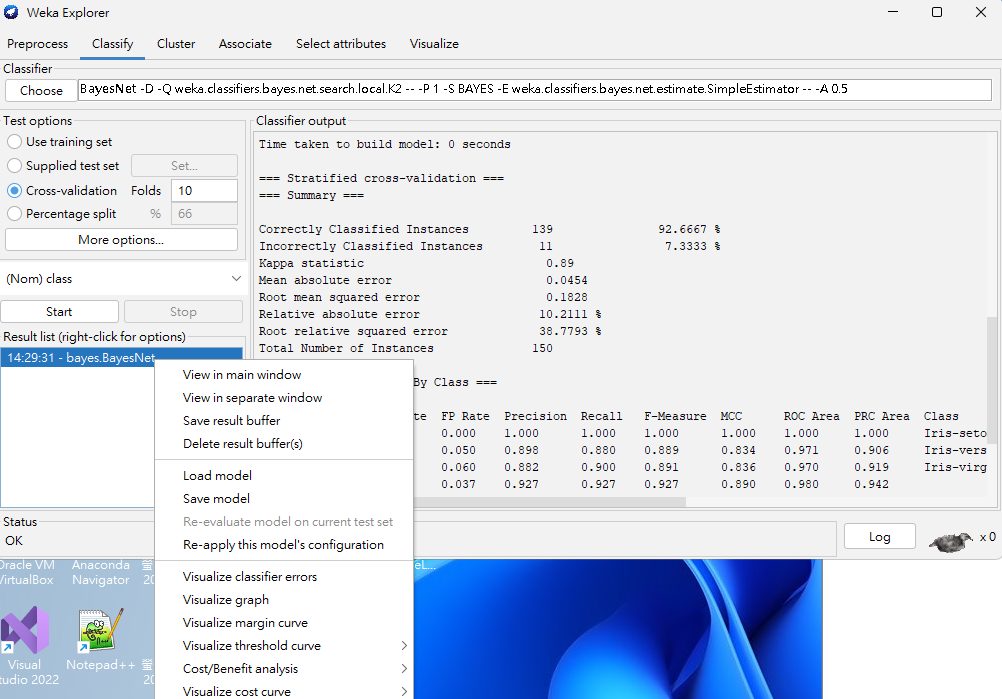 Weka Explorer
Preprocess Classify Cluster Associate Select attributes Visualize
Classifier
Choose BayesNet -D -Q weka.classifiers.bayes.net.search.local.K2 -- -P 1 -S BAYES -E weka.classifiers.bayes.net.estimate.SimpleEstimator -- -A 0.5
Test options
Use training set
Supplied test set Set...
Cross-validation Folds 10
Percentage split % 66
More options...
(Nom) class
Start Stop
Result list (right-click for options)
14:29:31 - bayes.BayesNet
Classifier output
Time taken to build model: 0 seconds
=== Stratified cross-validation ===
=== Summary ===
Correctly Classified Instances 139 92.6667 %
Incorrectly Classified Instances 11 7.3333 %
Kappa statistic 0.89
Mean absolute error 0.0454
Root mean squared error 0.1828
Relative absolute error 10.2111 %
Root relative squared error 38.7793 %
Total Number of Instances 150
By Class ===
te FP Rate Precision Recall F-Measure MCC ROC Area PRC Area Class
0.000 1.000 1.000 1.000 1.000 1.000 1.000 Iris-seto
0.050 0.898 0.880 0.889 0.834 0.971 0.906 Iris-vers
0.060 0.882 0.900 0.891 0.836 0.970 0.919 Iris-virg
0.037 0.927 0.927 0.927 0.890 0.980 0.942
View in main window
View in separate window
Save result buffer
Delete result buffer(s)
Load model
Save model
Re-evaluate model on current test set
Re-apply this model's configuration
Visualize classifier errors
Visualize graph
Visualize margin curve
Visualize threshold curve
Cost/Benefit analysis
Visualize cost curve
Status
OK
Log x 0
Oracle VM
VirtualBox
Anaconda
Navigator
螢
20
eL...
Visual
tudio 2022
Notepad++
螢
20